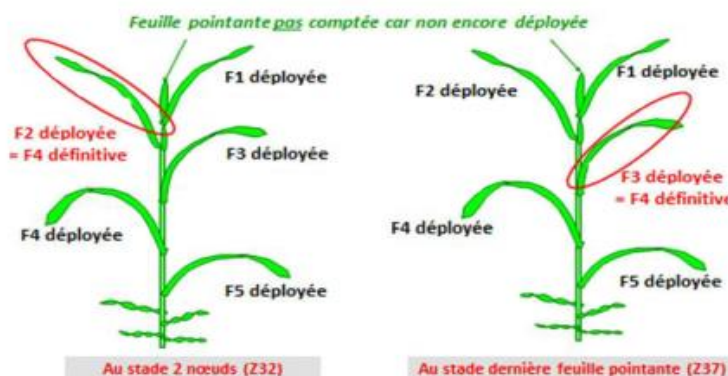 Feuille pointante pas comptée car non encore déployée
F1 déployée
F2 déployée
= F4 définitive
F3 déployée
F4 déployée
F5 déployée
Au stade 2 nœuds (Z32)
F1 déployée
F2 déployée
F3 déployée
= F4 définitive
F4 déployée
F5 déployée
Au stade dernière feuille pointante (Z37)